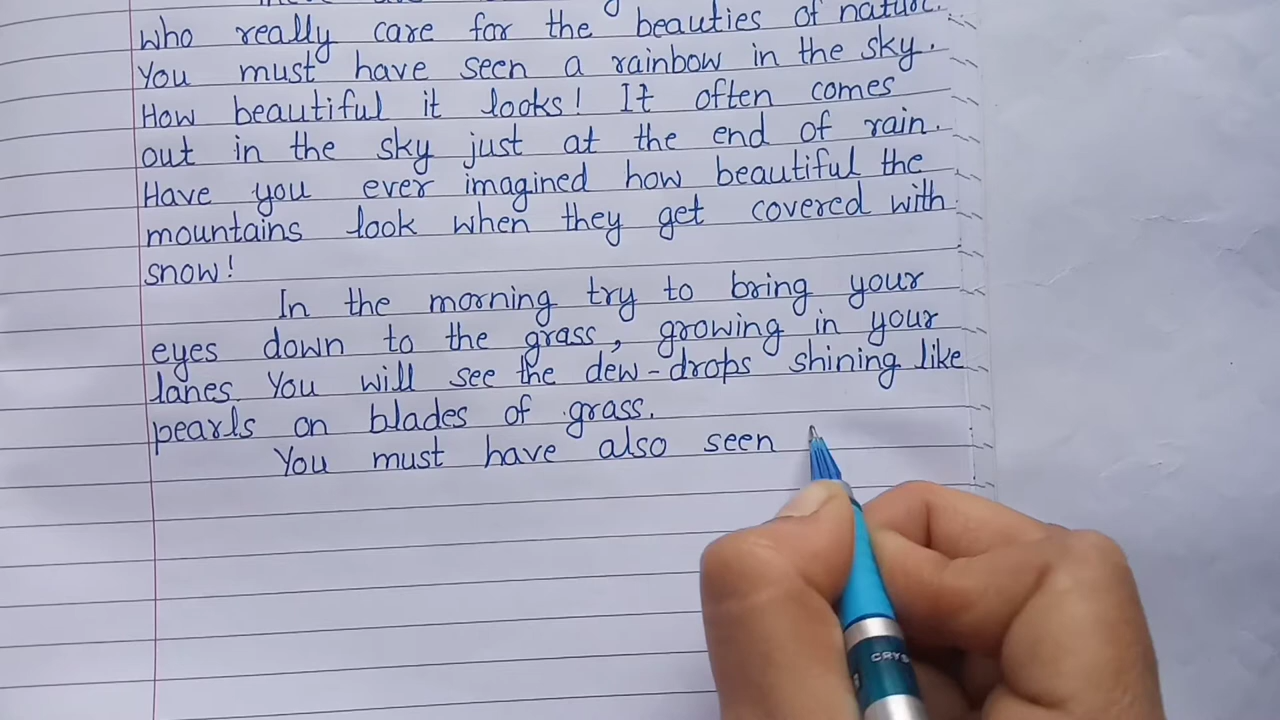 who really care for the beauties of nature.
You must have seen a rainbow in the sky.
How beautiful it looks! It often comes
out in the sky just at the end of rain.
Have you ever imagined how beautiful the
mountains look when they get covered with
snow!
In the morning try to bring your
eyes down to the grass, growing in your
lanes. You will see the dew-drops shining like
pearls on blades of grass.
You must have also seen